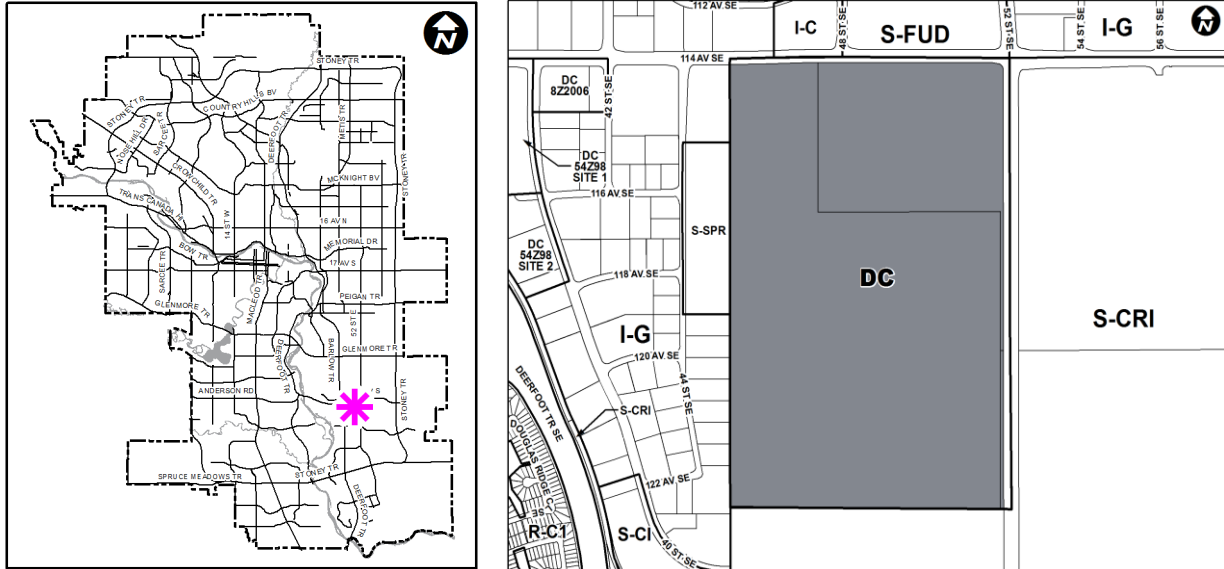 N
STONEY TR
COUNTRY HILLS BV
STONEY TR
SARCEE TR
NOSE HILL DR
DEERFOOT TR
METIS TR
CROWCHILD TR
MCKNIGHT BV
STONEY TR
TRANS CANADA HI
14 ST W
16 AV N
BOW TR
MEMORIAL DR
17 AV S
SARCEE TR
MACLEOD TR
PEIGAN TR
GLENMORE TR
52 ST E
BARLOW TR
GLENMORE TR
DEERFOOT TR
ANDERSON RD
V S
STONEY TR
STONEY TR
SPRUCE MEADOWS TR
DEERFOOT TR
112 AV SE
I-C
48 ST SE
S-FUD
52 ST SE
54 ST SE
I-G
56 ST SE
N
114 AV SE
DC
8Z2006
42 ST SE
DC
54Z98
SITE 1
116 AV SE
S-SPR
DC
54Z98
SITE 2
118 AV SE
DC
S-CRI
I-G
120 AV SE
44 ST SE
DEERFOOT TR SE
S-CRI
DOUGLAS RIDGE CI
SE
122 AV SE
R-C1
S-CI
40 ST SE